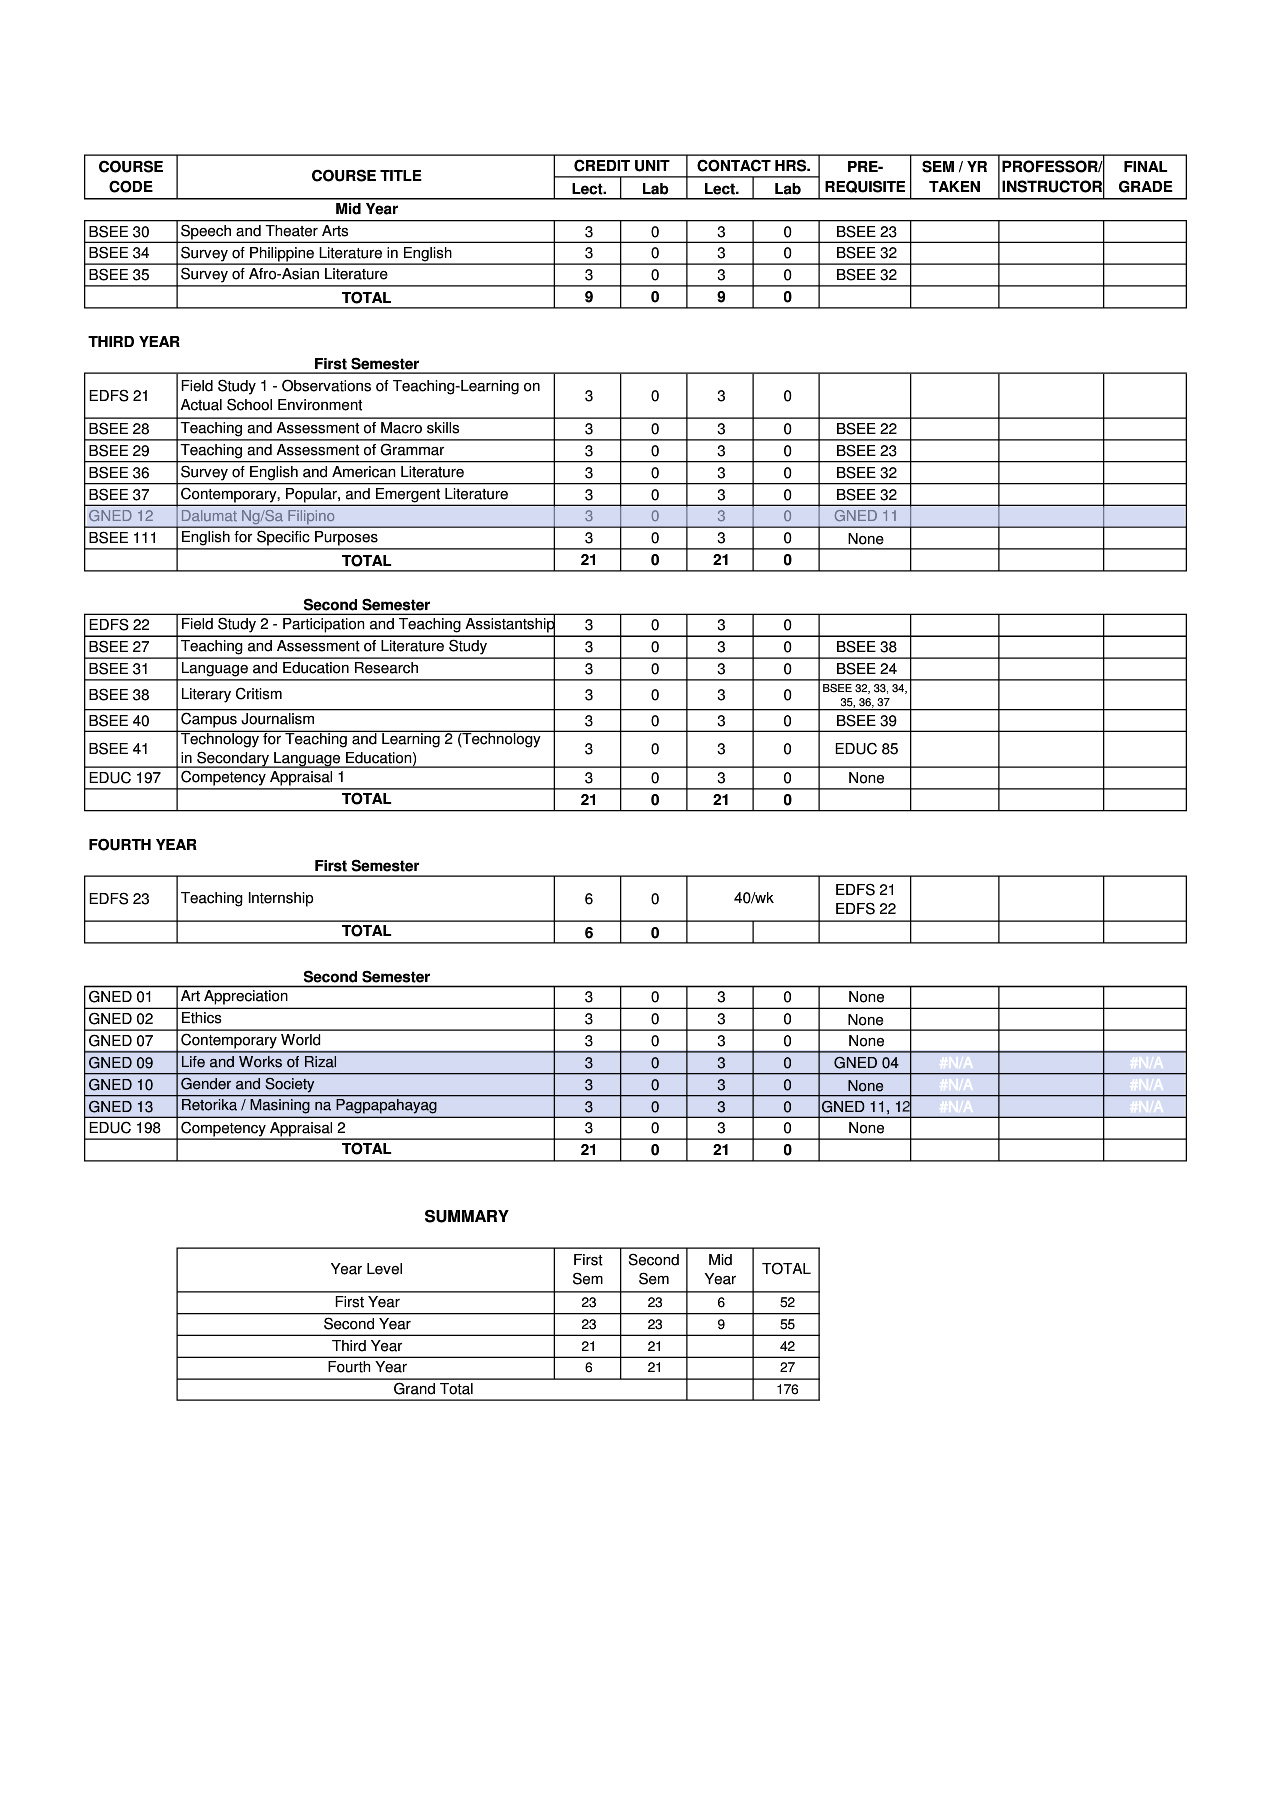 COURSE CODE COURSE TITLE CREDIT UNIT CONTACT HRS. PRE-REQUISITE SEM / YR TAKEN PROFESSOR/ INSTRUCTOR FINAL GRADE
Lect. Lab Lect. Lab
Mid Year
BSEE 30 Speech and Theater Arts 3 0 3 0 BSEE 23
BSEE 34 Survey of Philippine Literature in English 3 0 3 0 BSEE 32
BSEE 35 Survey of Afro-Asian Literature 3 0 3 0 BSEE 32
TOTAL 9 0 9 0
THIRD YEAR
First Semester
EDFS 21 Field Study 1 - Observations of Teaching-Learning on Actual School Environment 3 0 3 0
BSEE 28 Teaching and Assessment of Macro skills 3 0 3 0 BSEE 22
BSEE 29 Teaching and Assessment of Grammar 3 0 3 0 BSEE 23
BSEE 36 Survey of English and American Literature 3 0 3 0 BSEE 32
BSEE 37 Contemporary, Popular, and Emergent Literature 3 0 3 0 BSEE 32
GNED 12 Dalumat Ng/Sa Filipino 3 0 3 0 GNED 11
BSEE 111 English for Specific Purposes 3 0 3 0 None
TOTAL 21 0 21 0
Second Semester
EDFS 22 Field Study 2 - Participation and Teaching Assistantship 3 0 3 0
BSEE 27 Teaching and Assessment of Literature Study 3 0 3 0 BSEE 38
BSEE 31 Language and Education Research 3 0 3 0 BSEE 24
BSEE 38 Literary Critism 3 0 3 0 BSEE 32, 33, 34, 35, 36, 37
BSEE 40 Campus Journalism 3 0 3 0 BSEE 39
BSEE 41 Technology for Teaching and Learning 2 (Technology in Secondary Language Education) 3 0 3 0 EDUC 85
EDUC 197 Competency Appraisal 1 3 0 3 0 None
TOTAL 21 0 21 0
FOURTH YEAR
First Semester
EDFS 23 Teaching Internship 6 0 40/wk EDFS 21 EDFS 22
TOTAL 6 0
Second Semester
GNED 01 Art Appreciation 3 0 3 0 None
GNED 02 Ethics 3 0 3 0 None
GNED 07 Contemporary World 3 0 3 0 None
GNED 09 Life and Works of Rizal 3 0 3 0 GNED 04 #N/A #N/A
GNED 10 Gender and Society 3 0 3 0 None #N/A #N/A
GNED 13 Retorika / Masining na Pagpapahayag 3 0 3 0 GNED 11, 12 #N/A #N/A
EDUC 198 Competency Appraisal 2 3 0 3 0 None
TOTAL 21 0 21 0
SUMMARY
Year Level First Sem Second Sem Mid Year TOTAL
First Year 23 23 6 52
Second Year 23 23 9 55
Third Year 21 21 42
Fourth Year 6 21 27
Grand Total 176